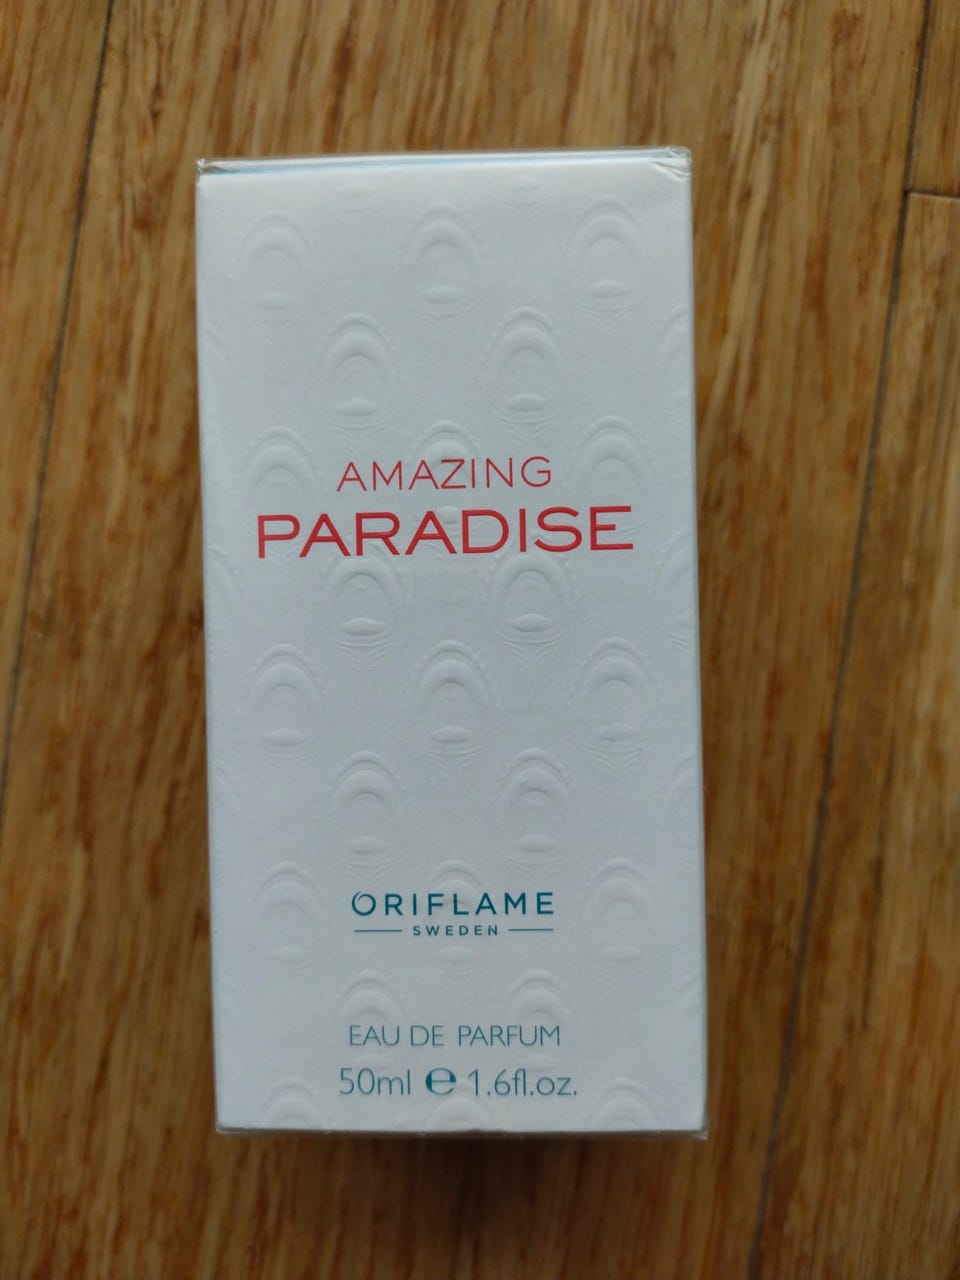 AMAZING
PARADISE
ORIFLAME
SWEDEN
EAU DE PARFUM
50ml ℮ 1.6fl.oz.